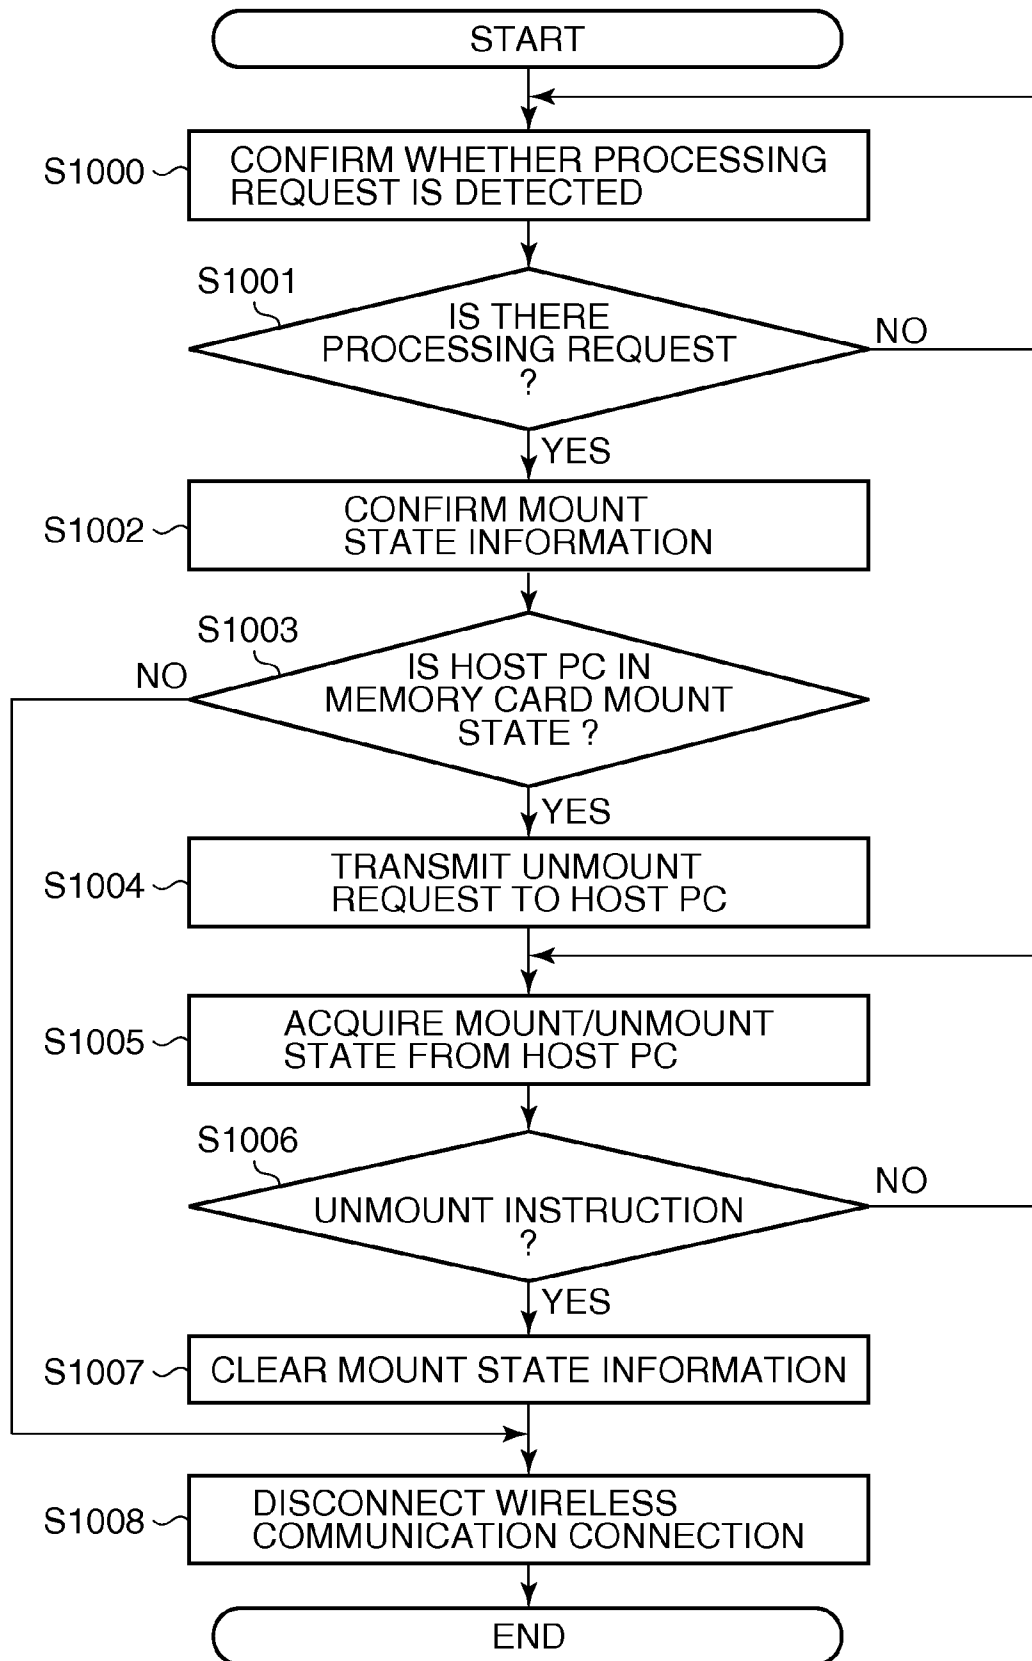 START
S1000
CONFIRM WHETHER PROCESSING
REQUEST IS DETECTED
S1001
IS THERE
PROCESSING REQUEST
?
NO
YES
S1002
CONFIRM MOUNT
STATE INFORMATION
S1003
IS HOST PC IN
MEMORY CARD MOUNT
STATE ?
NO
YES
S1004
TRANSMIT UNMOUNT
REQUEST TO HOST PC
S1005
ACQUIRE MOUNT/UNMOUNT
STATE FROM HOST PC
S1006
UNMOUNT INSTRUCTION
?
NO
YES
S1007
CLEAR MOUNT STATE INFORMATION
S1008
DISCONNECT WIRELESS
COMMUNICATION CONNECTION
END